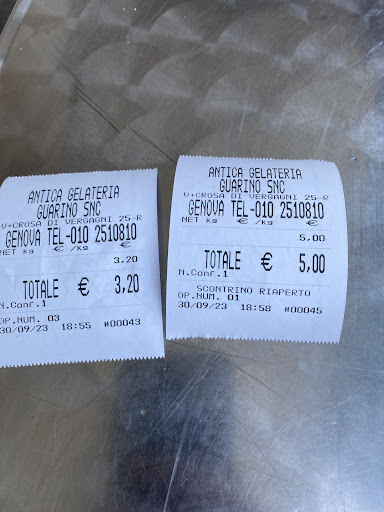 ANTICA GELATERIA
GUARINO SNC
V+CROSA DI VERGAGNI 25-R
GENOVA TEL-010 2510810
NET Kg € /Kg €
3,20
TOTALE € 3,20
N.Conf.1
OP.NUM. 03
30/09/23 18:55 #00043
ANTICA GELATERIA
GUARINO SNC
V+CROSA DI VERGAGNI 25-R
GENOVA TEL-010 2510810
NET Kg € /Kg €
5,00
TOTALE € 5,00
N.Conf.1
SCONTRINO RIAPERTO
OP.NUM. 01
30/09/23 18:58 #00045